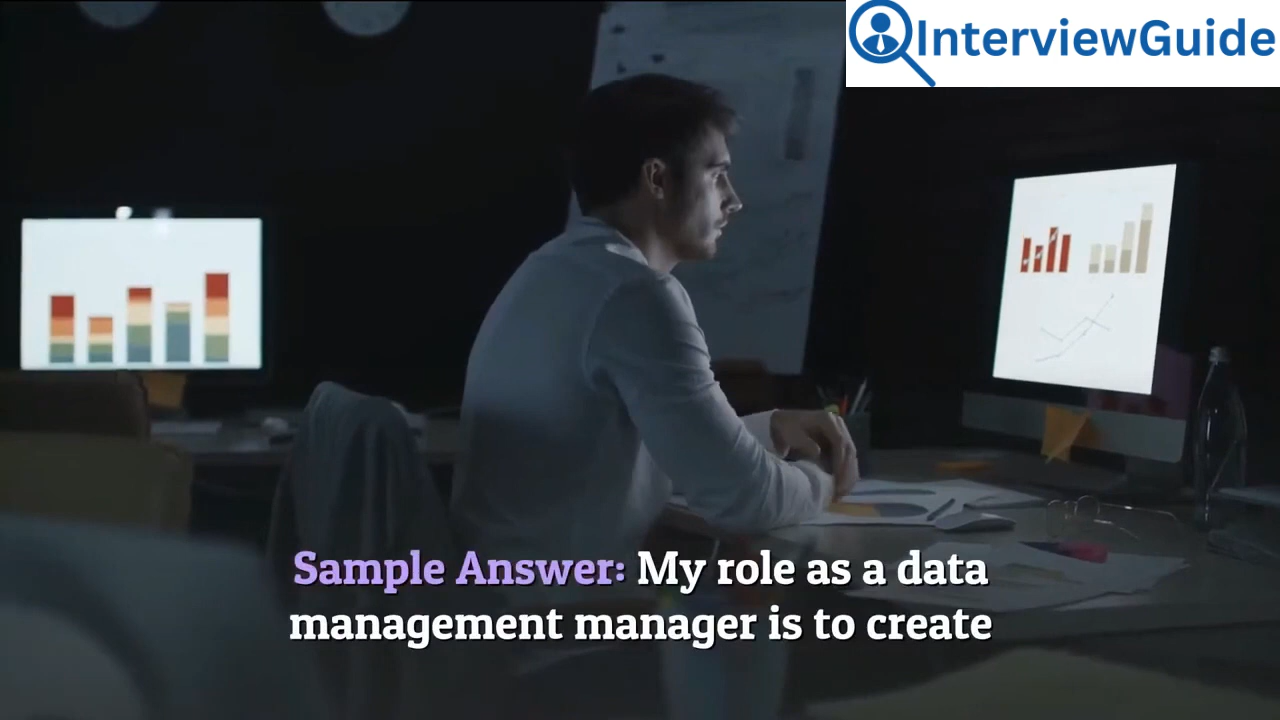 InterviewGuide
Sample Answer: My role as a data
management manager is to create